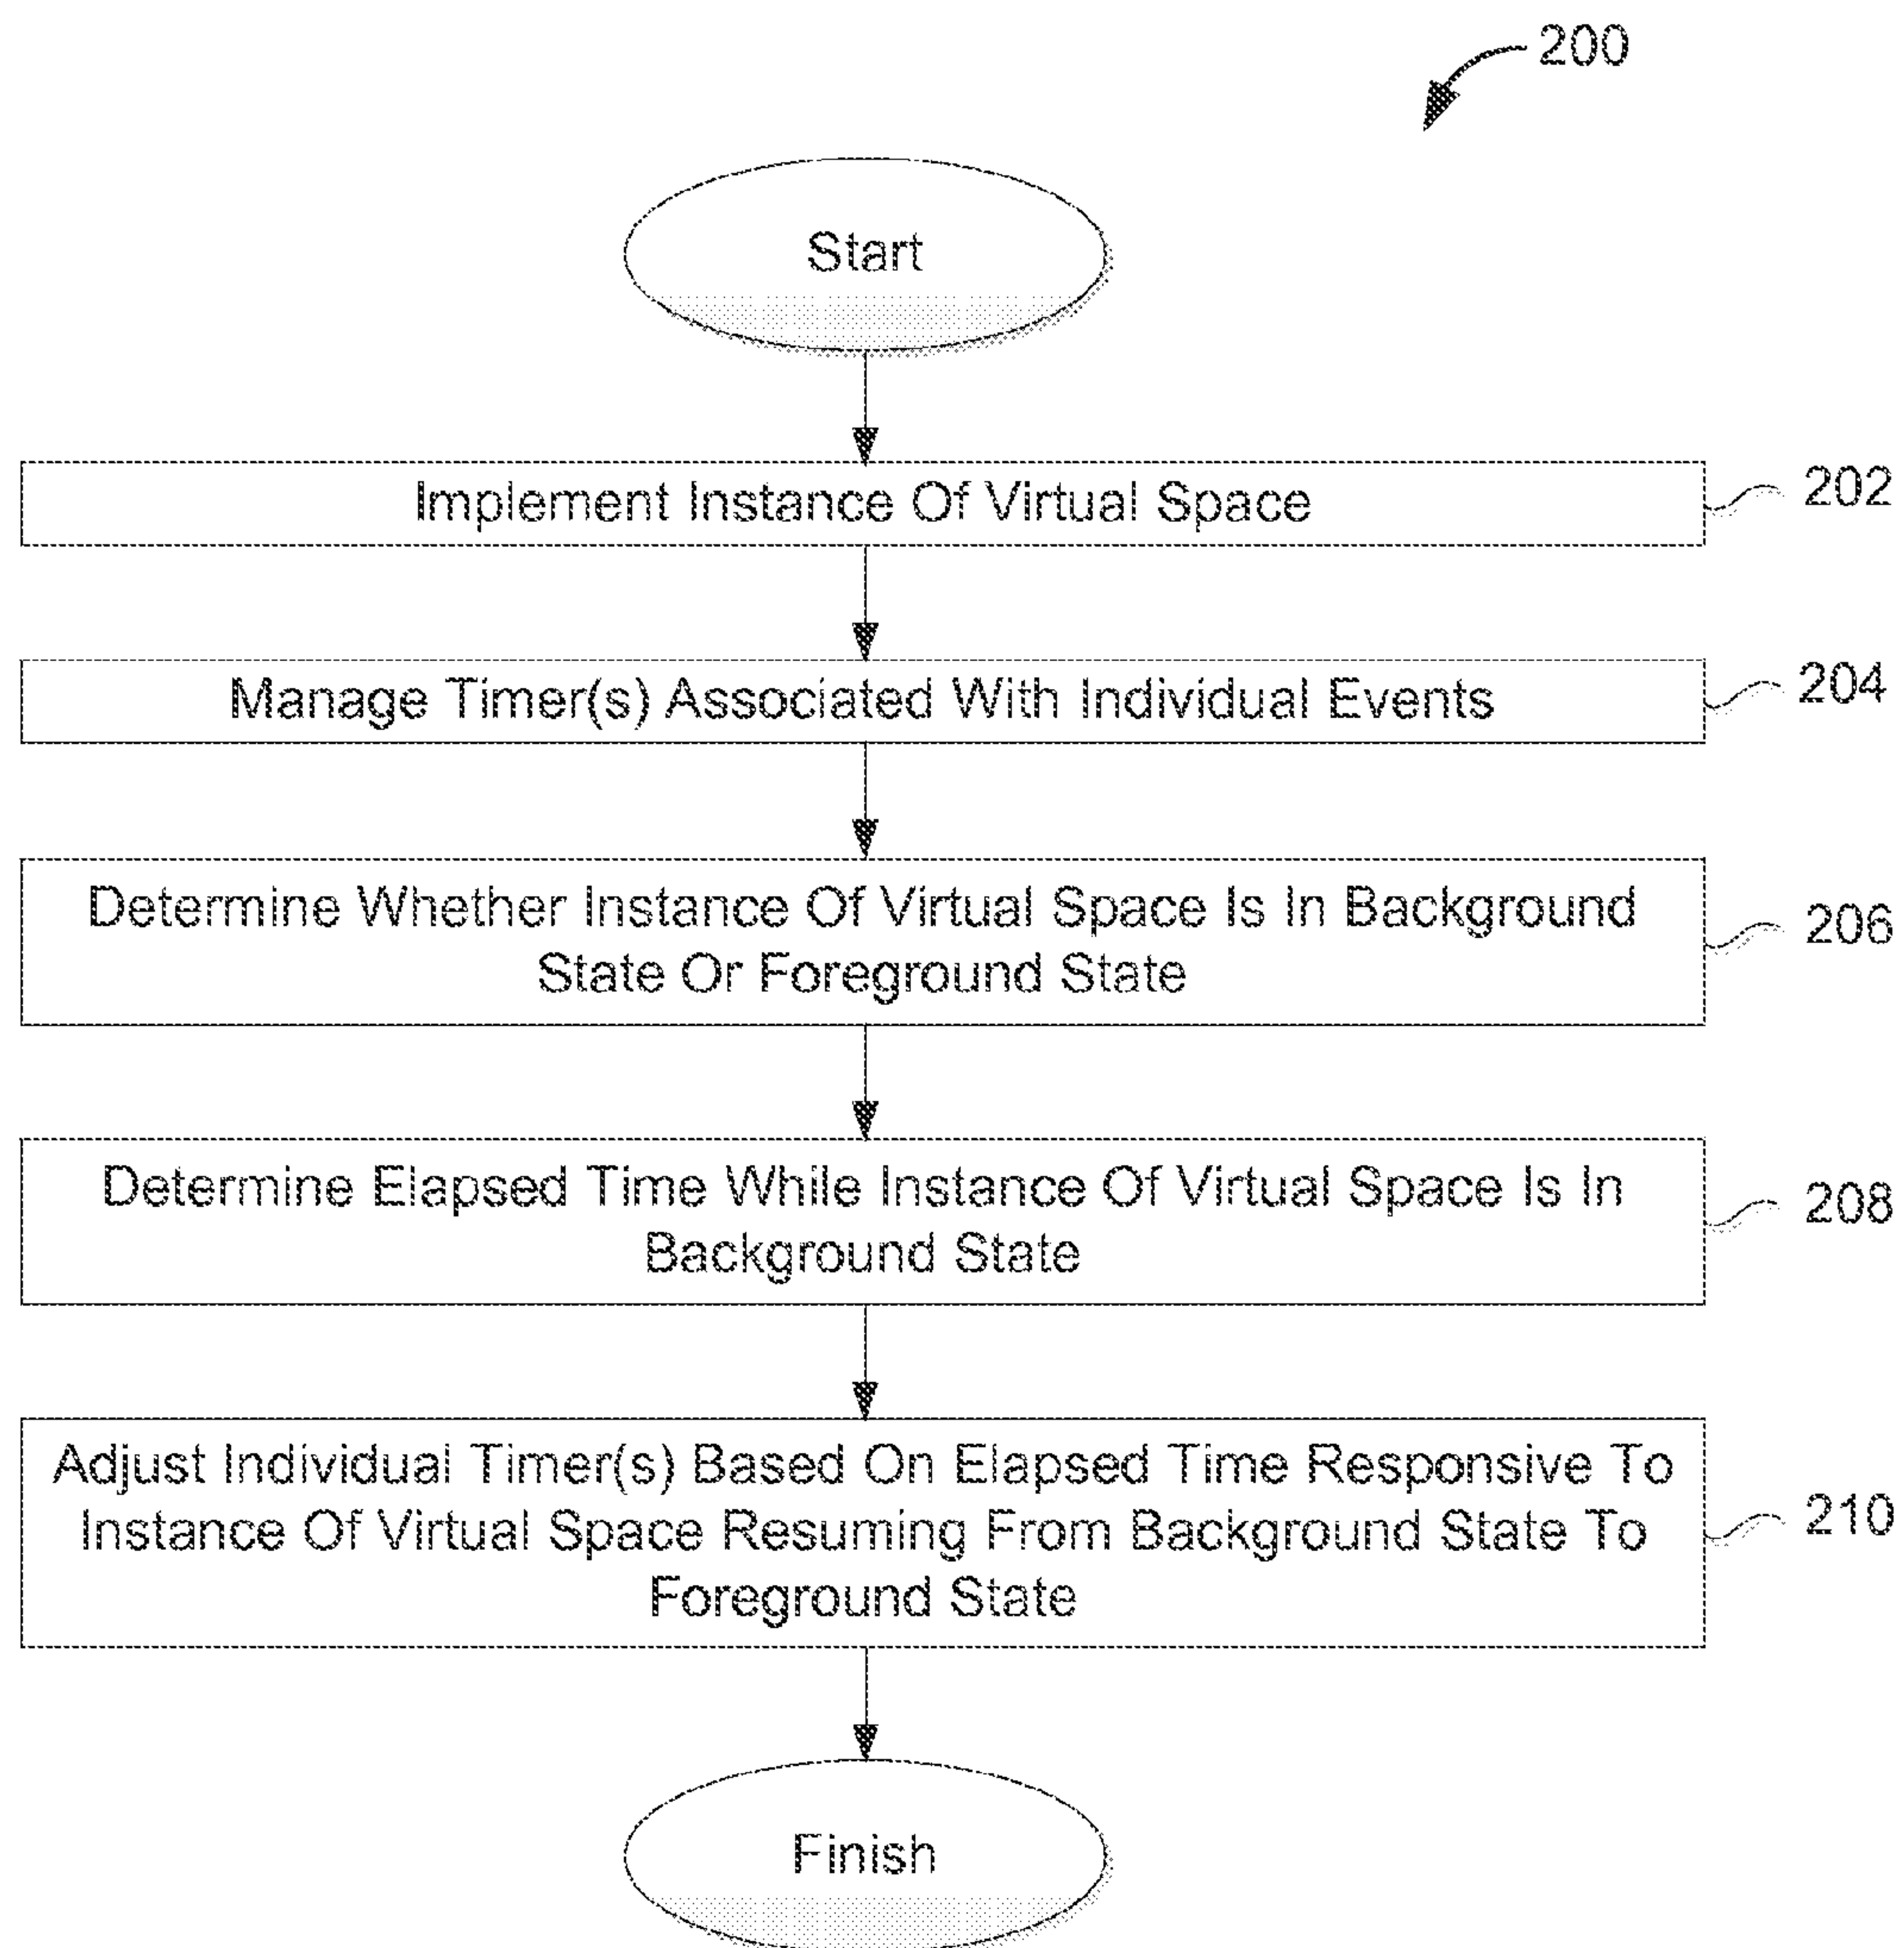 200
Start
Implement Instance Of Virtual Space
202
Manage Timer(s) Associated With Individual Events
204
Determine Whether Instance Of Virtual Space Is In Background
State Or Foreground State
206
Determine Elapsed Time While Instance Of Virtual Space Is In
Background State
208
Adjust Individual Timer(s) Based On Elapsed Time Responsive To
Instance Of Virtual Space Resuming From Background State To
Foreground State
210
Finish